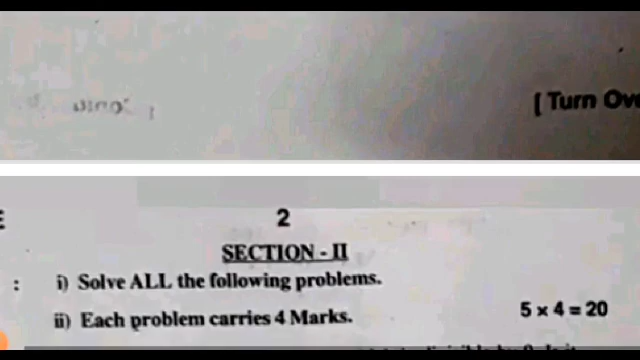 [ Turn Ov
2
SECTION - II
: i) Solve ALL the following problems.
ii) Each problem carries 4 Marks.
5 × 4 = 20